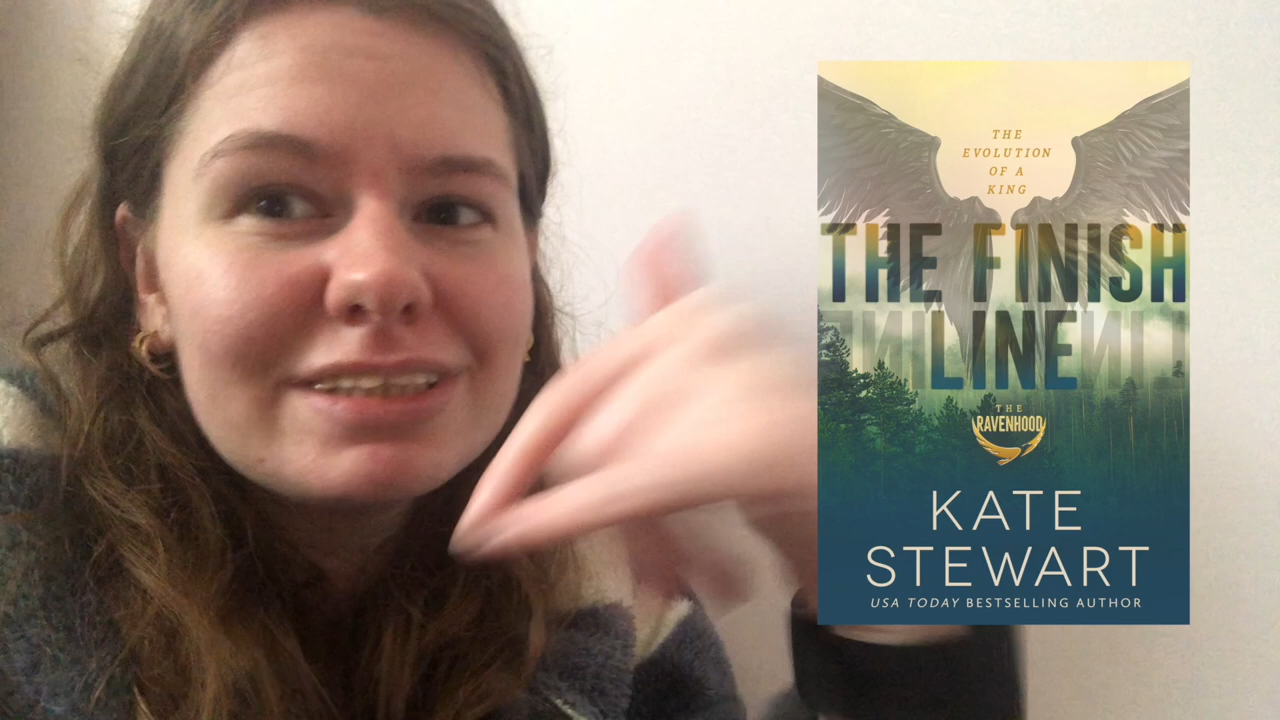 THE
EVOLUTION
OF A
KING
THE FINISH
LINE
THE
RAVENHOOD
KATE
STEWART
USA TODAY BESTSELLING AUTHOR